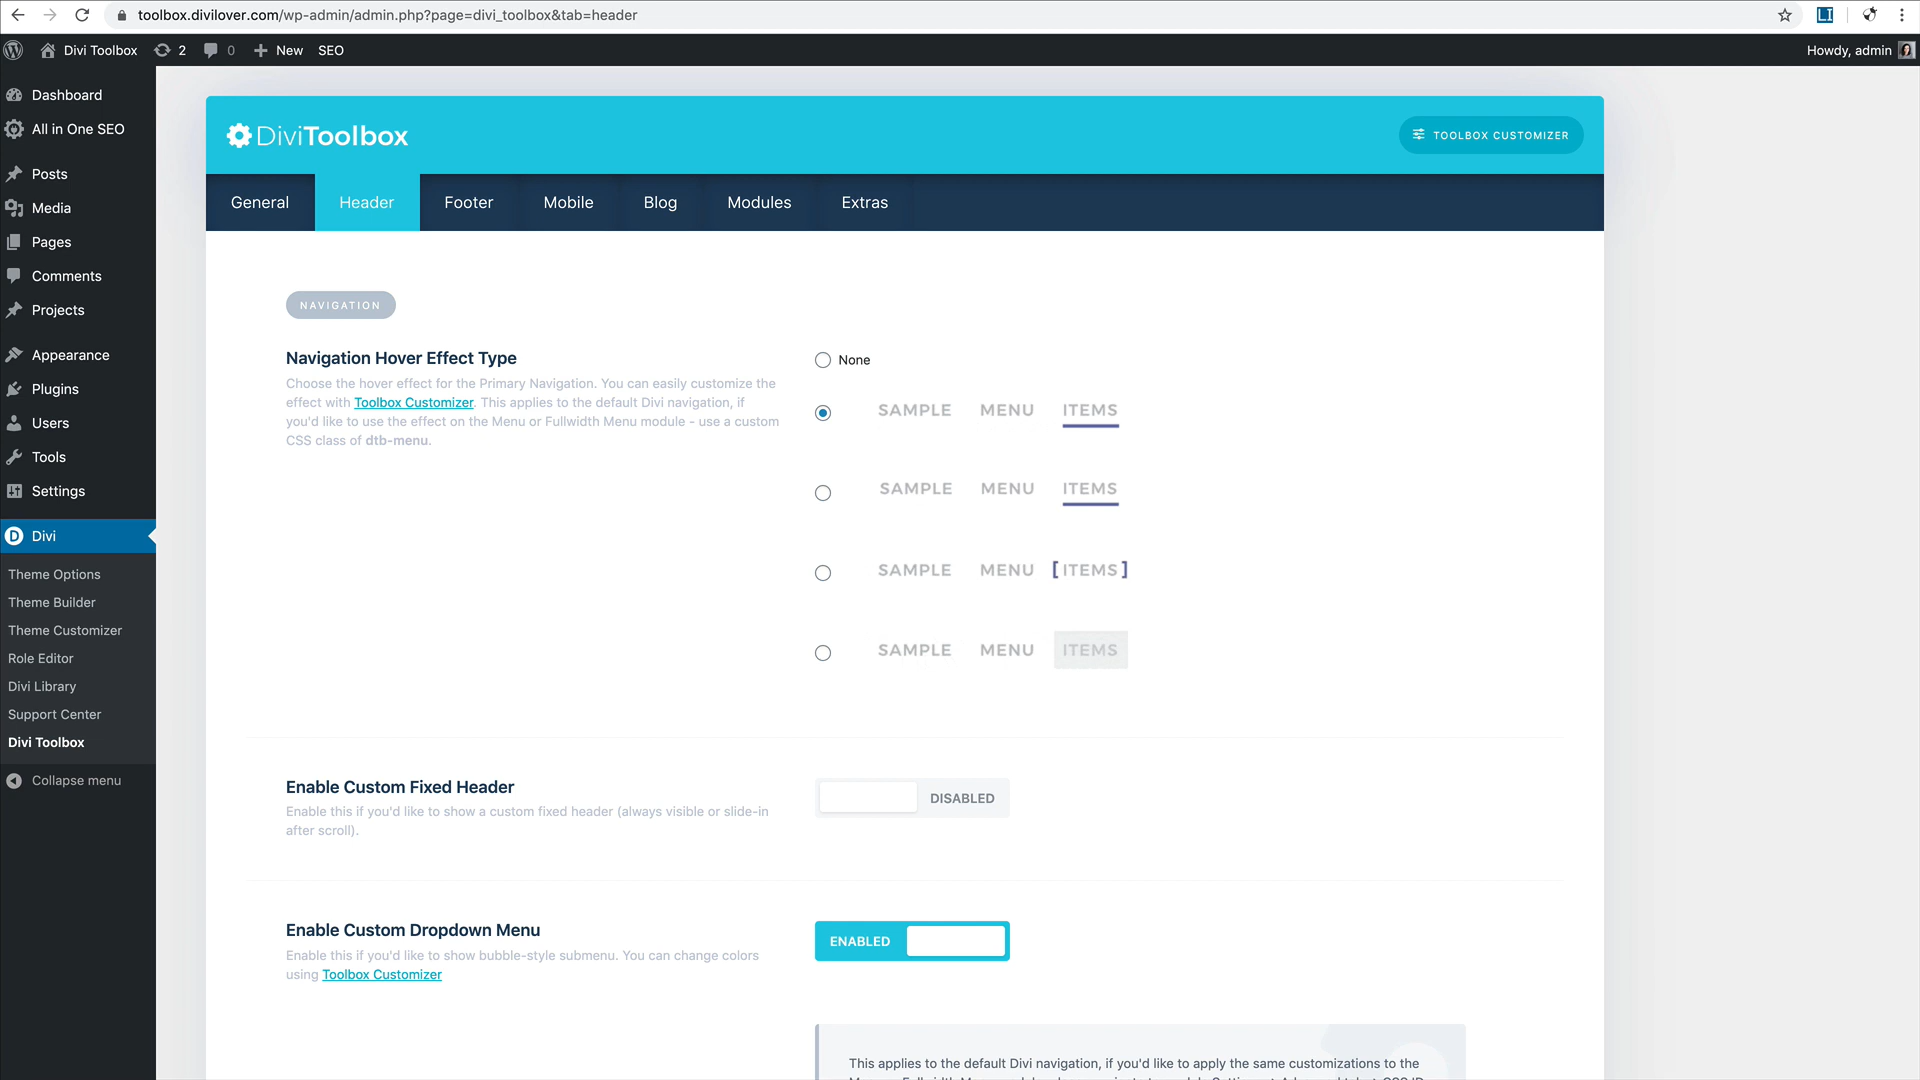 toolbox.divilover.com/wp-admin/admin.php?page=divi_toolbox&tab=header
Divi Toolbox
2
0
New
SEO
Howdy, admin
Dashboard
All in One SEO
Posts
Media
Pages
Comments
Projects
Appearance
Plugins
Users
Tools
Settings
Divi
Theme Options
Theme Builder
Theme Customizer
Role Editor
Divi Library
Support Center
Divi Toolbox
Collapse menu
DiviToolbox
TOOLBOX CUSTOMIZER
General
Header
Footer
Mobile
Blog
Modules
Extras
NAVIGATION
Navigation Hover Effect Type
Choose the hover effect for the Primary Navigation. You can easily customize the
effect with Toolbox Customizer. This applies to the default Divi navigation, if
you'd like to use the effect on the Menu or Fullwidth Menu module - use a custom
CSS class of dtb-menu.
None
SAMPLE MENU ITEMS
SAMPLE MENU ITEMS
SAMPLE MENU [ITEMS]
SAMPLE MENU ITEMS
Enable Custom Fixed Header
Enable this if you'd like to show a custom fixed header (always visible or slide-in
after scroll).
DISABLED
Enable Custom Dropdown Menu
Enable this if you'd like to show bubble-style submenu. You can change colors
using Toolbox Customizer
ENABLED
This applies to the default Divi navigation, if you'd like to apply the same customizations to the